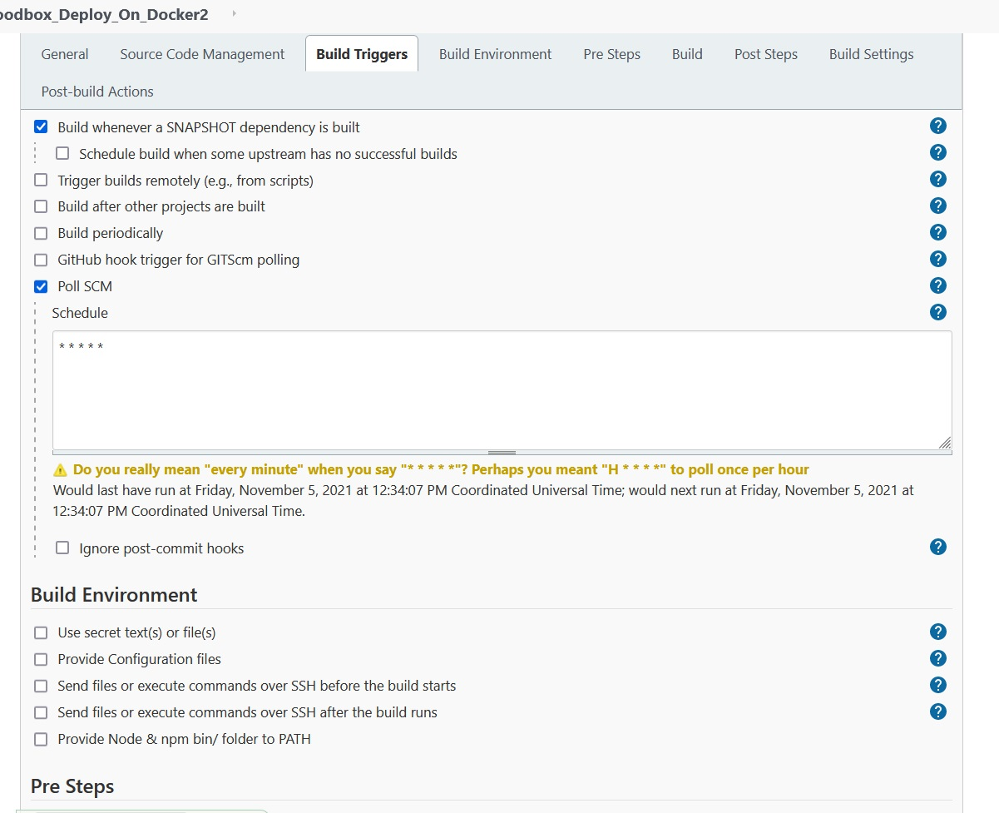 oodbox_Deploy_On_Docker2
General Source Code Management Build Triggers Build Environment Pre Steps Build Post Steps Build Settings
Post-build Actions
Build whenever a SNAPSHOT dependency is built
Schedule build when some upstream has no successful builds
Trigger builds remotely (e.g., from scripts)
Build after other projects are built
Build periodically
GitHub hook trigger for GITScm polling
Poll SCM
Schedule
* * * * *
Do you really mean "every minute" when you say "* * * * *"? Perhaps you meant "H * * * *" to poll once per hour
Would last have run at Friday, November 5, 2021 at 12:34:07 PM Coordinated Universal Time; would next run at Friday, November 5, 2021 at
12:34:07 PM Coordinated Universal Time.
Ignore post-commit hooks
Build Environment
Use secret text(s) or file(s)
Provide Configuration files
Send files or execute commands over SSH before the build starts
Send files or execute commands over SSH after the build runs
Provide Node & npm bin/ folder to PATH
Pre Steps